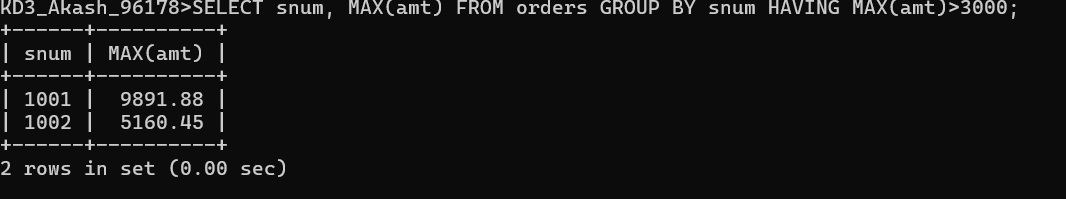 KD3_Akash_96178>SELECT snum, MAX(amt) FROM orders GROUP BY snum HAVING MAX(amt)>3000;
+------+----------+
| snum | MAX(amt) |
+------+----------+
| 1001 |  9891.88 |
| 1002 |  5160.45 |
+------+----------+
2 rows in set (0.00 sec)